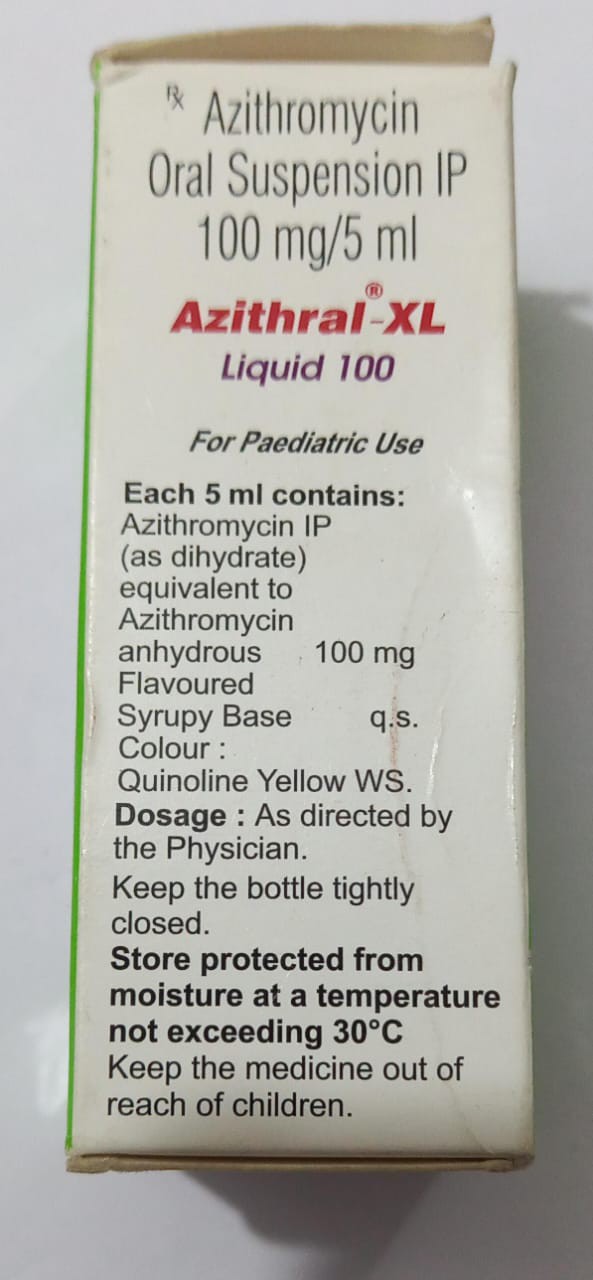 Rx Azithromycin
Oral Suspension IP
100 mg/5 ml
Azithral®-XL
Liquid 100
For Paediatric Use
Each 5 ml contains:
Azithromycin IP
(as dihydrate)
equivalent to
Azithromycin
anhydrous 100 mg
Flavoured
Syrupy Base q.s.
Colour :
Quinoline Yellow WS.
Dosage : As directed by
the Physician.
Keep the bottle tightly
closed.
Store protected from
moisture at a temperature
not exceeding 30°C
Keep the medicine out of
reach of children.